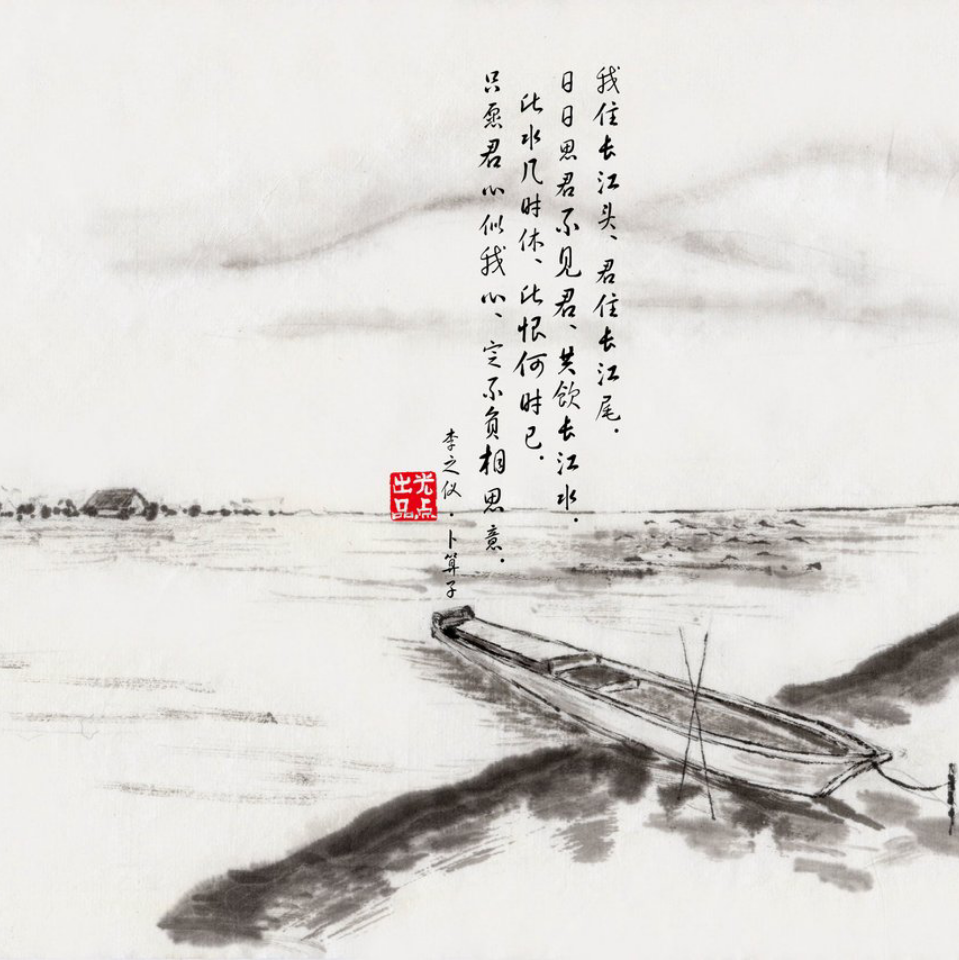 我住长江头、君住长江尾．
日日思君不见君、共饮长江水．
此水几时休、此恨何时已．
只愿君心似我心、定不负相思意．
李之仪·卜算子
光点出品